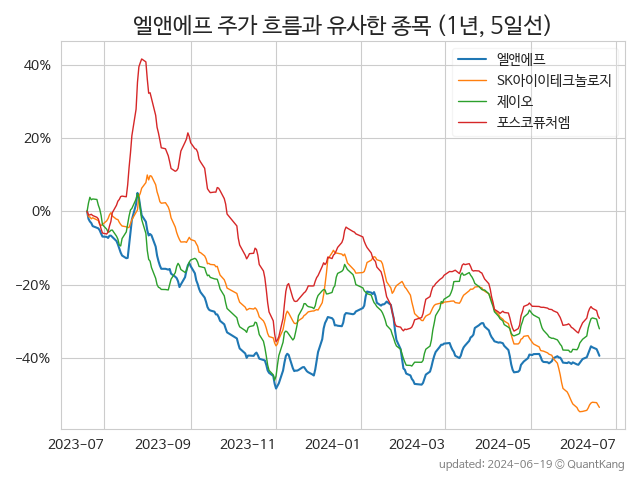 엘앤에프 주가 흐름과 유사한 종목 (1년, 5일선)
엘앤에프
SK아이이테크놀로지
제이오
포스코퓨처엠
40%
20%
0%
−20%
−40%
2023-07 2023-09 2023-11 2024-01 2024-03 2024-05 2024-07
updated: 2024-06-19 © QuantKang